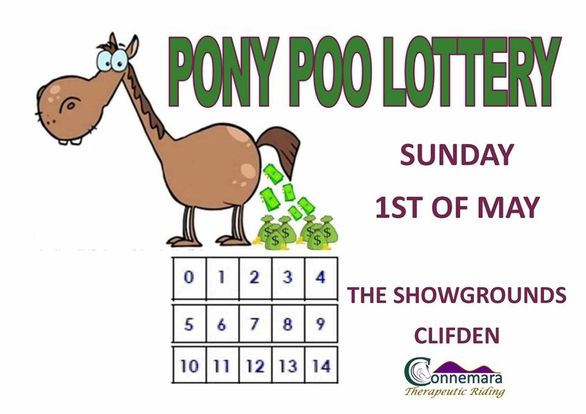 PONY POO LOTTERY
SUNDAY
1ST OF MAY
$ $ $ $ $ $
0 1 2 3 4
5 6 7 8 9
10 11 12 13 14
THE SHOWGROUNDS
CLIFDEN
Connemara
Therapeutic Riding